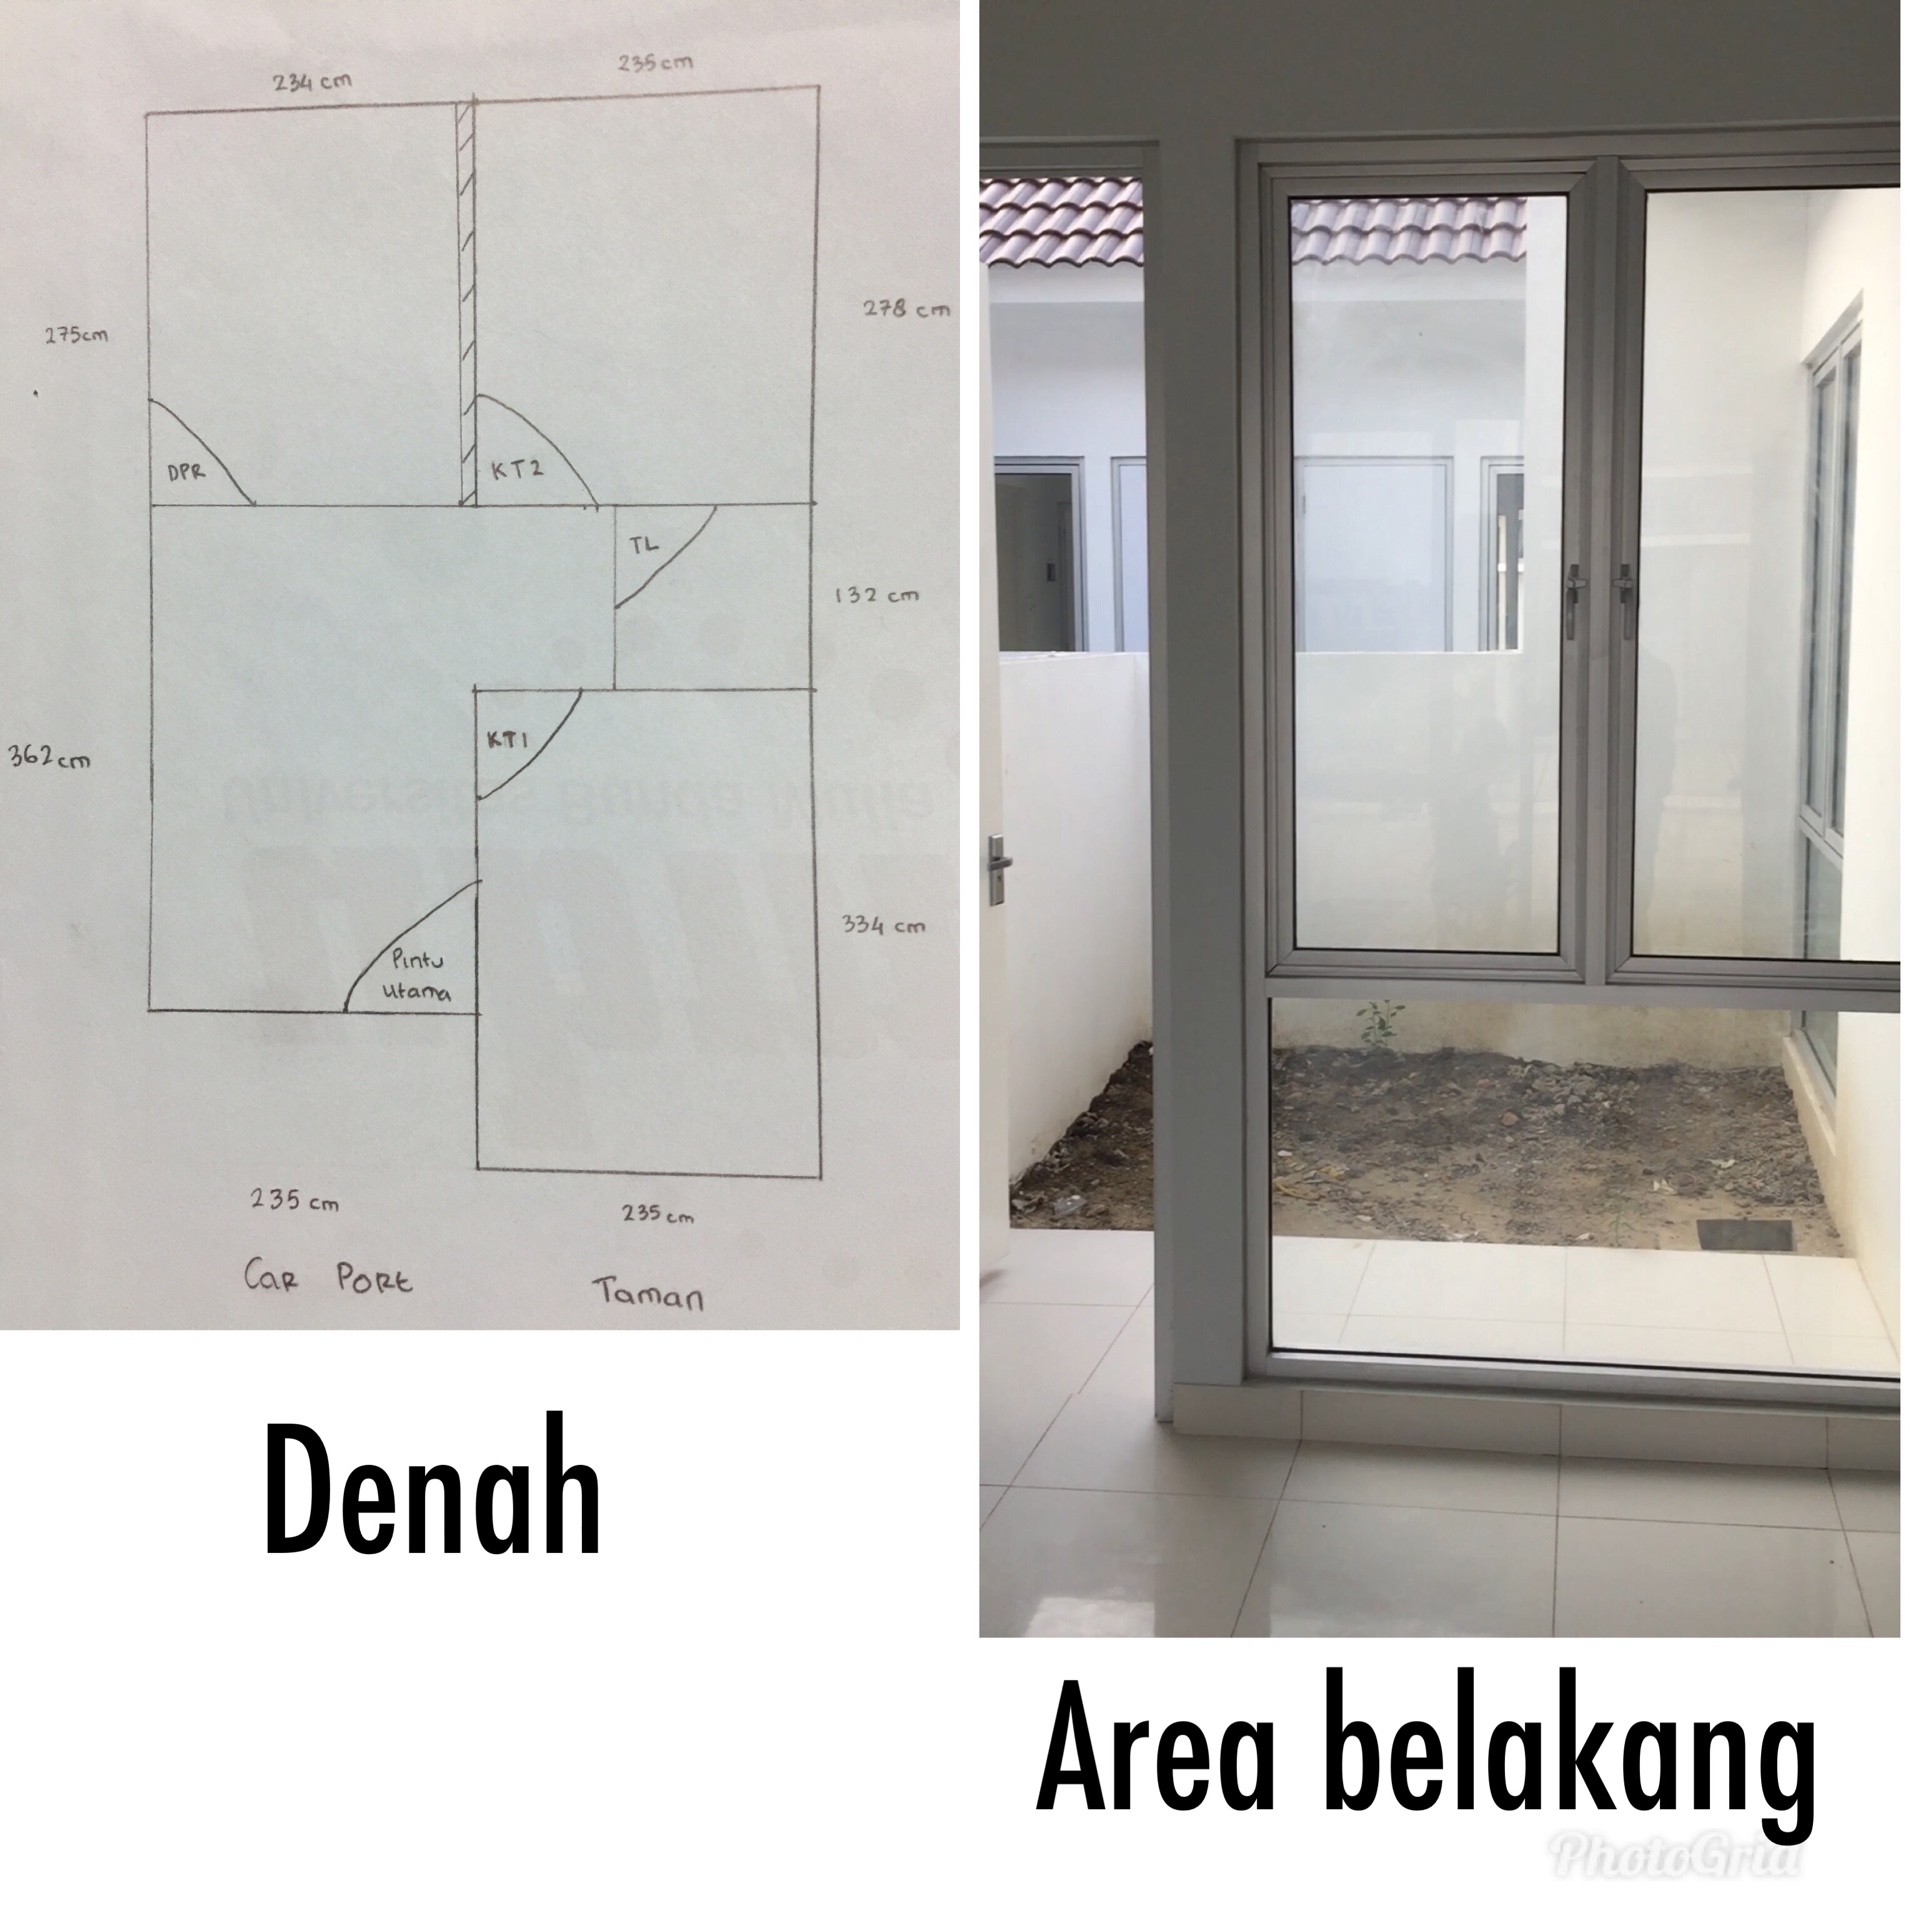 234 cm
235 cm
275cm
278 cm
DPR
KT2
TL
132 cm
KT1
362cm
334 cm
Pintu
utama
235 cm
235 cm
Car Port
Taman
Denah
Area belakang
PhotoGrid